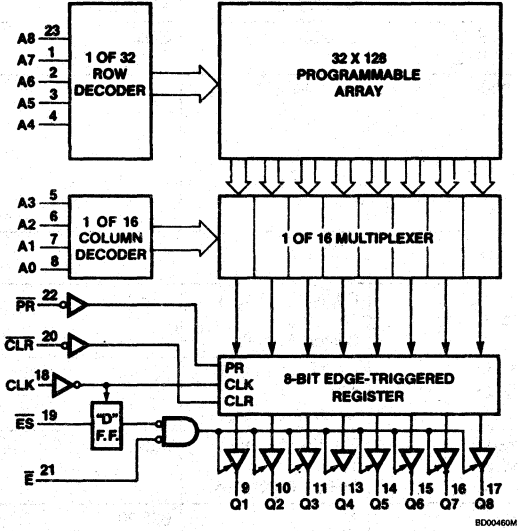 A8 23
A7 1
A6 2
A5 3
A4 4
1 OF 32
ROW
DECODER
32 X 128
PROGRAMMABLE
ARRAY
A3 5
A2 6
A1 7
A0 8
1 OF 16
COLUMN
DECODER
1 OF 16 MULTIPLEXER
PR 22
CLR 20
CLK 18
ES 19
E 21
"D"
F.F.
PR
CLK
CLR
8-BIT EDGE-TRIGGERED
REGISTER
9 10 11 13 14 15 16 17
Q1 Q2 Q3 Q4 Q5 Q6 Q7 Q8
BD00460M